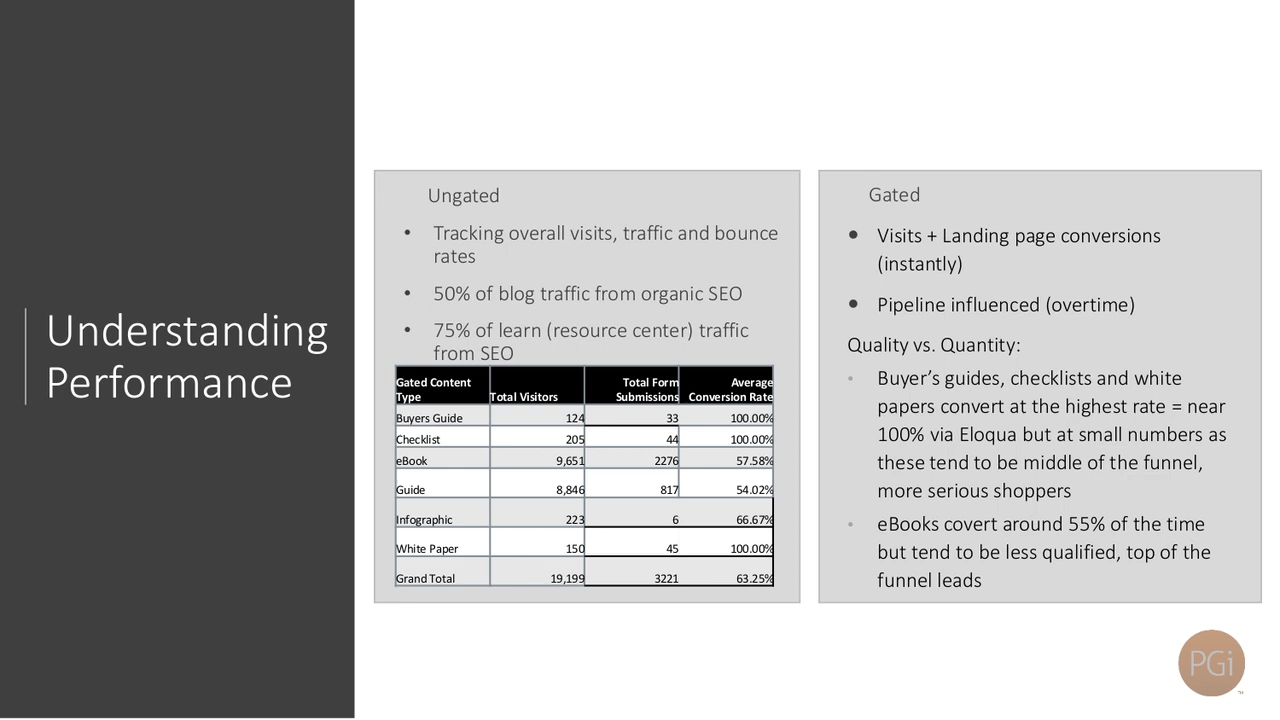 Understanding
Performance
Ungated
• Tracking overall visits, traffic and bounce
rates
• 50% of blog traffic from organic SEO
• 75% of learn (resource center) traffic
from SEO
Gated Content Type Total Visitors Total Form Submissions Average Conversion Rate
Buyers Guide 124 33 100.00%
Checklist 205 44 100.00%
eBook 9,651 2276 57.58%
Guide 8,846 817 54.02%
Infographic 223 6 66.67%
White Paper 150 45 100.00%
Grand Total 19,199 3221 63.25%
Gated
• Visits + Landing page conversions
(instantly)
• Pipeline influenced (overtime)
Quality vs. Quantity:
• Buyer’s guides, checklists and white
papers convert at the highest rate = near
100% via Eloqua but at small numbers as
these tend to be middle of the funnel,
more serious shoppers
• eBooks covert around 55% of the time
but tend to be less qualified, top of the
funnel leads
PGi
™